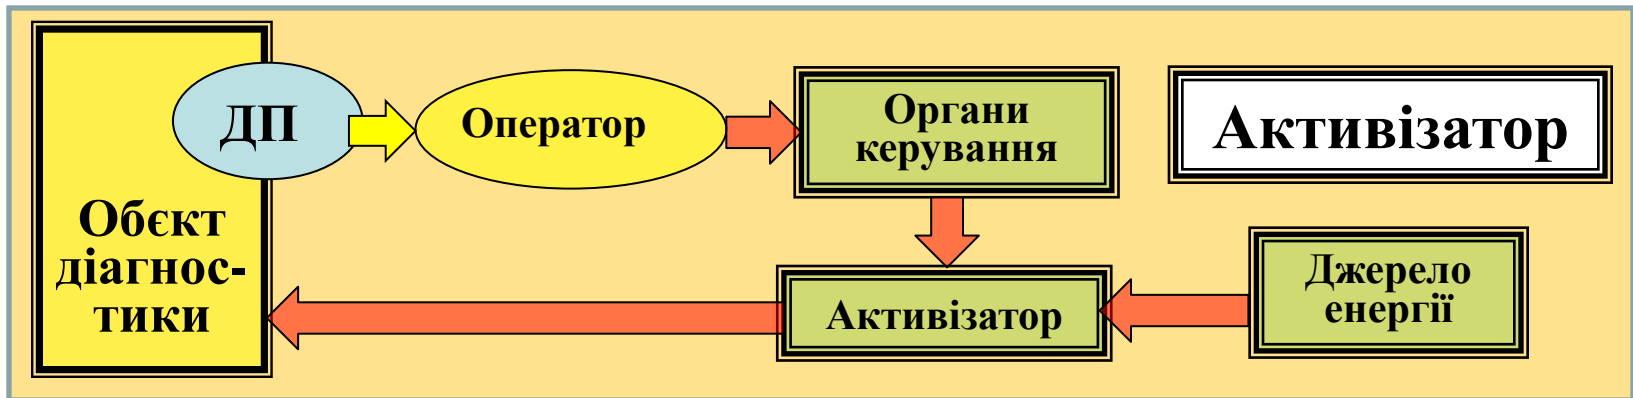 ДП
Оператор
Органи
керування
Активізатор
Обєкт
діагнос-
тики
Активізатор
Джерело
енергії